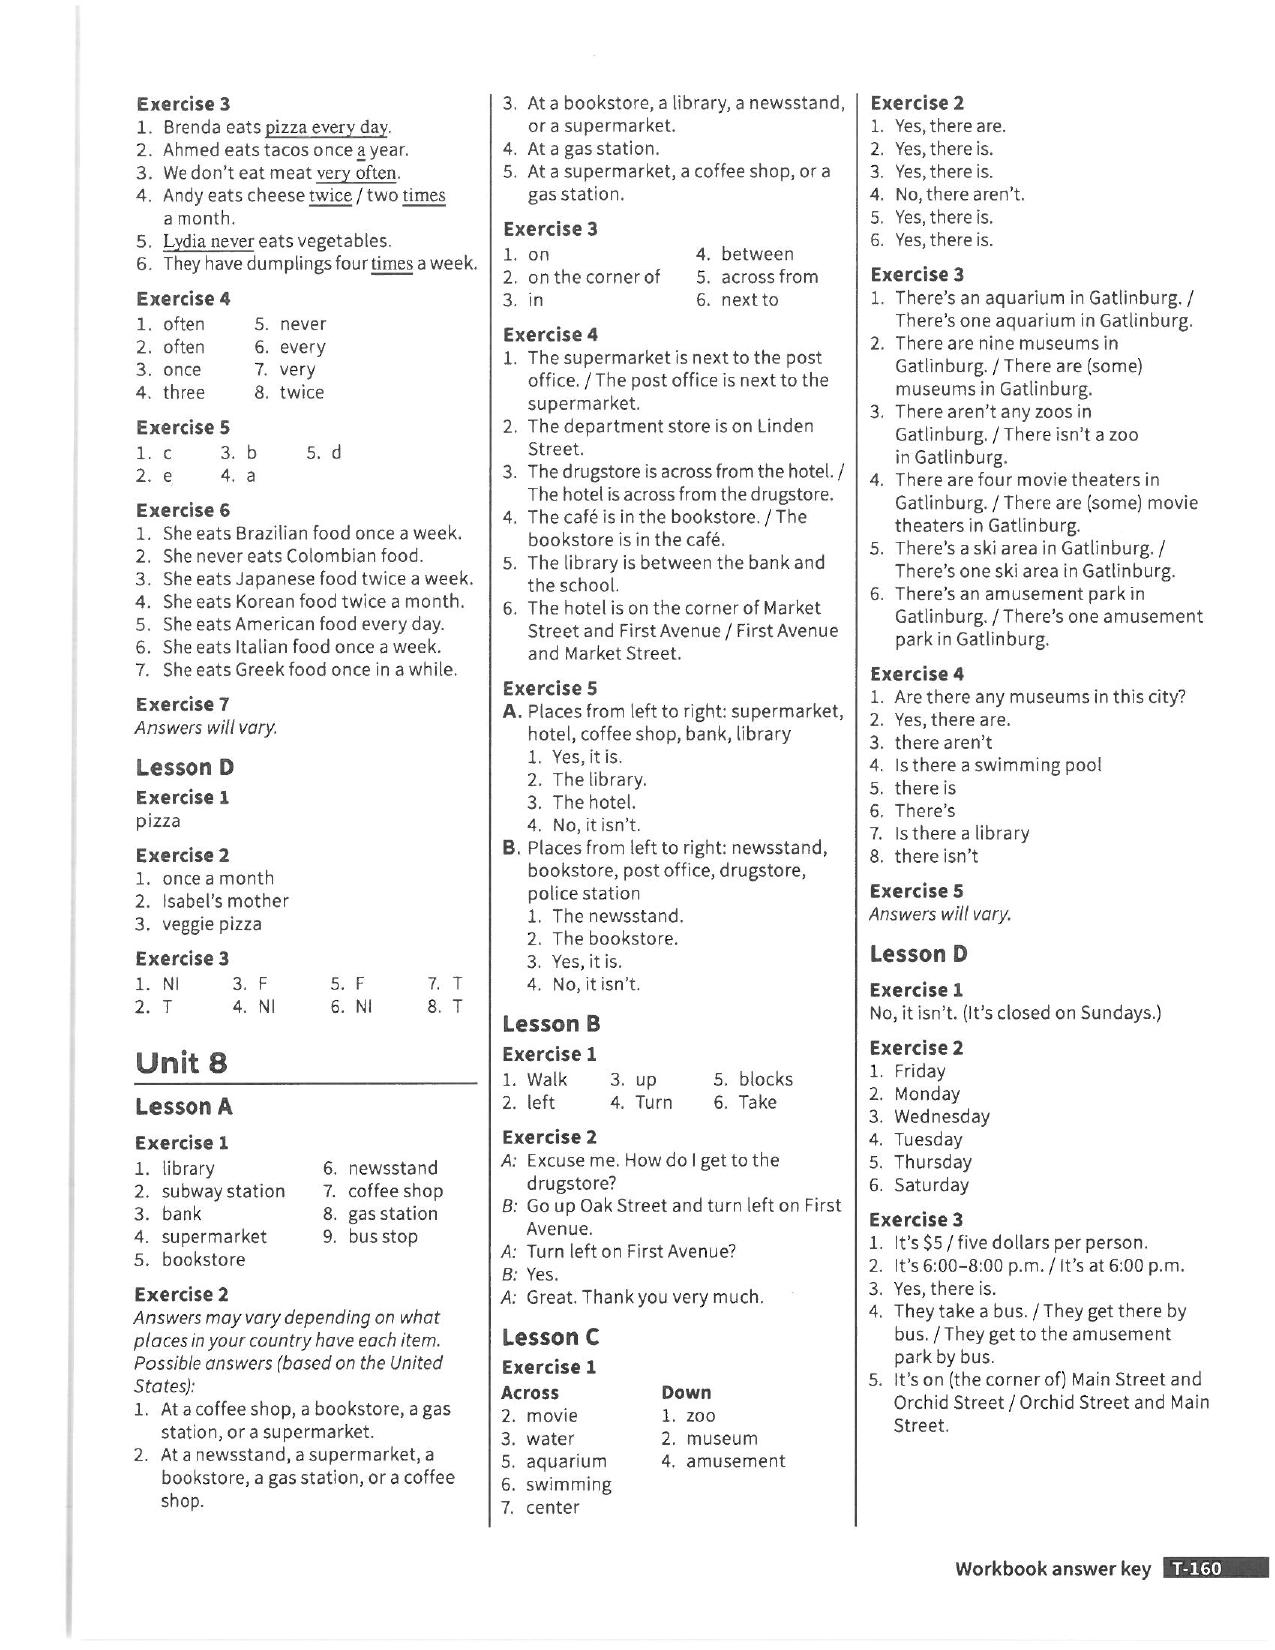 Exercise 3
1. Brenda eats pizza every day.
2. Ahmed eats tacos once a year.
3. We don't eat meat very often.
4. Andy eats cheese twice / two times
a month.
5. Lydia never eats vegetables.
6. They have dumplings four times a week.
Exercise 4
1. often 5. never
2. often 6. every
3. once 7. very
4. three 8. twice
Exercise 5
1. c 3. b 5. d
2. e 4. a
Exercise 6
1. She eats Brazilian food once a week.
2. She never eats Colombian food.
3. She eats Japanese food twice a week.
4. She eats Korean food twice a month.
5. She eats American food every day.
6. She eats Italian food once a week.
7. She eats Greek food once in a while.
Exercise 7
Answers will vary.
Lesson D
Exercise 1
pizza
Exercise 2
1. once a month
2. Isabel's mother
3. veggie pizza
Exercise 3
1. NI 3. F 5. F 7. T
2. T 4. NI 6. NI 8. T
Unit 8
Lesson A
Exercise 1
1. library 6. newsstand
2. subway station 7. coffee shop
3. bank 8. gas station
4. supermarket 9. bus stop
5. bookstore
Exercise 2
Answers may vary depending on what
places in your country have each item.
Possible answers (based on the United
States):
1. At a coffee shop, a bookstore, a gas
station, or a supermarket.
2. At a newsstand, a supermarket, a
bookstore, a gas station, or a coffee
shop.
3. At a bookstore, a library, a newsstand,
or a supermarket.
4. At a gas station.
5. At a supermarket, a coffee shop, or a
gas station.
Exercise 3
1. on 4. between
2. on the corner of 5. across from
3. in 6. next to
Exercise 4
1. The supermarket is next to the post
office. / The post office is next to the
supermarket.
2. The department store is on Linden
Street.
3. The drugstore is across from the hotel. /
The hotel is across from the drugstore.
4. The café is in the bookstore. / The
bookstore is in the café.
5. The library is between the bank and
the school.
6. The hotel is on the corner of Market
Street and First Avenue / First Avenue
and Market Street.
Exercise 5
A. Places from left to right: supermarket,
hotel, coffee shop, bank, library
1. Yes, it is.
2. The library.
3. The hotel.
4. No, it isn't.
B. Places from left to right: newsstand,
bookstore, post office, drugstore,
police station
1. The newsstand.
2. The bookstore.
3. Yes, it is.
4. No, it isn't.
Lesson B
Exercise 1
1. Walk 3. up 5. blocks
2. left 4. Turn 6. Take
Exercise 2
A: Excuse me. How do I get to the
drugstore?
B: Go up Oak Street and turn left on First
Avenue.
A: Turn left on First Avenue?
B: Yes.
A: Great. Thank you very much.
Lesson C
Exercise 1
Across Down
2. movie 1. zoo
3. water 2. museum
5. aquarium 4. amusement
6. swimming
7. center
Exercise 2
1. Yes, there are.
2. Yes, there is.
3. Yes, there is.
4. No, there aren't.
5. Yes, there is.
6. Yes, there is.
Exercise 3
1. There's an aquarium in Gatlinburg. /
There's one aquarium in Gatlinburg.
2. There are nine museums in
Gatlinburg. / There are (some)
museums in Gatlinburg.
3. There aren't any zoos in
Gatlinburg. / There isn't a zoo
in Gatlinburg.
4. There are four movie theaters in
Gatlinburg. / There are (some) movie
theaters in Gatlinburg.
5. There's a ski area in Gatlinburg. /
There's one ski area in Gatlinburg.
6. There's an amusement park in
Gatlinburg. / There's one amusement
park in Gatlinburg.
Exercise 4
1. Are there any museums in this city?
2. Yes, there are.
3. there aren't
4. Is there a swimming pool
5. there is
6. There's
7. Is there a library
8. there isn't
Exercise 5
Answers will vary.
Lesson D
Exercise 1
No, it isn't. (It's closed on Sundays.)
Exercise 2
1. Friday
2. Monday
3. Wednesday
4. Tuesday
5. Thursday
6. Saturday
Exercise 3
1. It's $5 / five dollars per person.
2. It's 6:00–8:00 p.m. / It's at 6:00 p.m.
3. Yes, there is.
4. They take a bus. / They get there by
bus. / They get to the amusement
park by bus.
5. It's on (the corner of) Main Street and
Orchid Street / Orchid Street and Main
Street.
Workbook answer key T-160